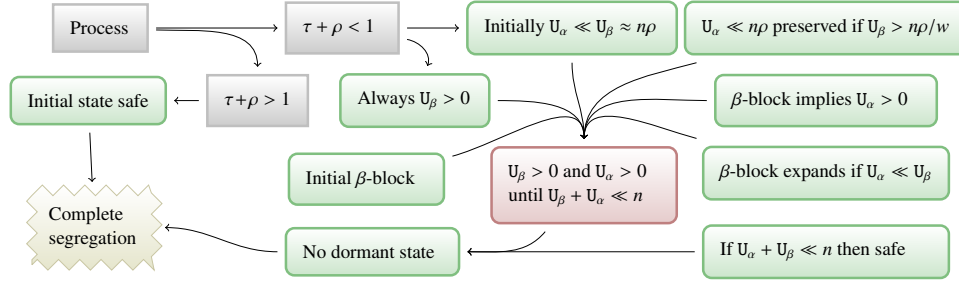 Process
τ + ρ < 1
Initially U_α ≪ U_β ≈ nρ
U_α ≪ nρ preserved if U_β > nρ/w
Initial state safe
τ+ρ > 1
Always U_β > 0
β-block implies U_α > 0
Initial β-block
U_β > 0 and U_α > 0
until U_β + U_α ≪ n
β-block expands if U_α ≪ U_β
Complete
segregation
No dormant state
If U_α + U_β ≪ n then safe